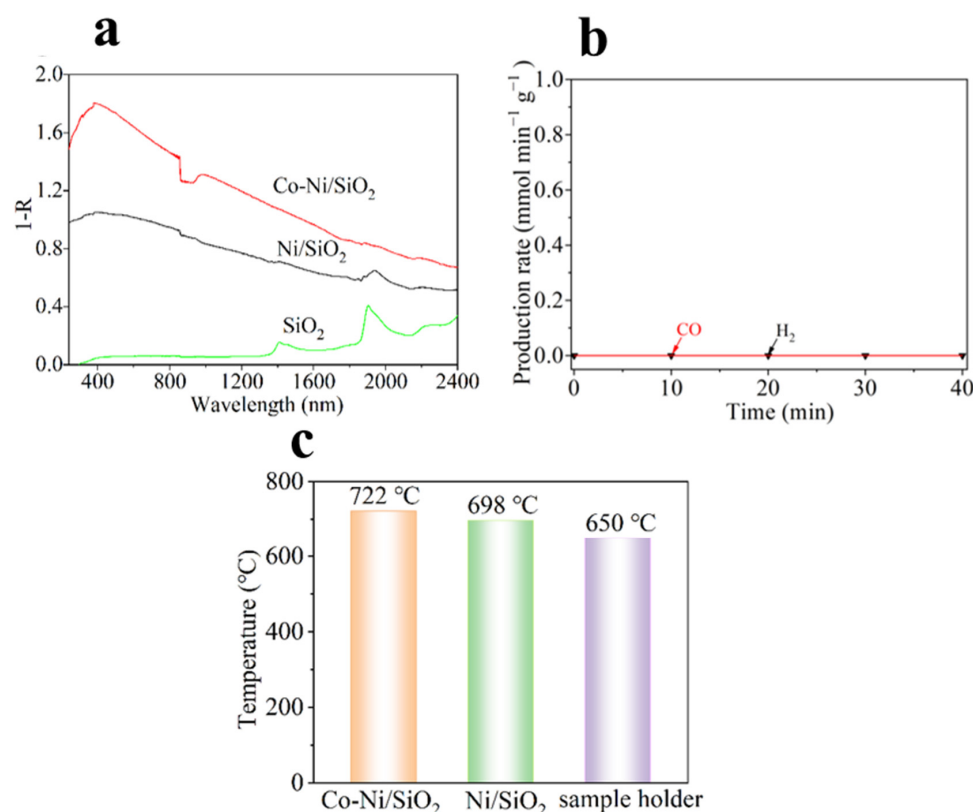 a
2.0
1.6
1.2
0.8
0.4
0.0
1-R
Co-Ni/SiO₂
Ni/SiO₂
SiO₂
400 800 1200 1600 2000 2400
Wavelength (nm)
b
1.0
0.8
0.6
0.4
0.2
0.0
Production rate (mmol min⁻¹ g⁻¹)
CO
H₂
0 10 20 30 40
Time (min)
c
800
600
400
200
0
Temperature (℃)
722 ℃
698 ℃
650 ℃
Co-Ni/SiO₂ Ni/SiO₂ sample holder